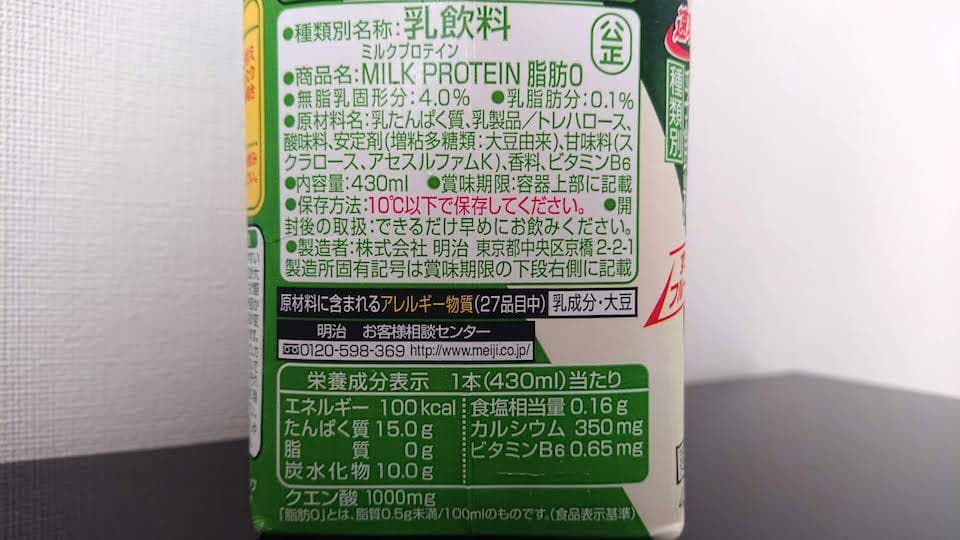 ●種類別名称:乳飲料
公正
ミルクプロテイン
●商品名:MILK PROTEIN 脂肪0
●無脂乳固形分:4.0% ●乳脂肪分:0.1%
●原材料名:乳たんぱく質、乳製品/トレハロース、
酸味料、安定剤(増粘多糖類:大豆由来)、甘味料(ス
クラロース、アセスルファムK)、香料、ビタミンB6
●内容量:430ml ●賞味期限:容器上部に記載
●保存方法:10℃以下で保存してください。 ●開
封後の取扱:できるだけ早めにお飲みください。
●製造者:株式会社 明治 東京都中央区京橋2-2-1
製造所固有記号は賞味期限の下段右側に記載
原材料に含まれるアレルギー物質(27品目中) 乳成分・大豆
明治 お客様相談センター
0120-598-369 http://www.meiji.co.jp/
栄養成分表示 1本(430ml)当たり
エネルギー 100kcal
たんぱく質 15.0g
脂質 0g
炭水化物 10.0g
食塩相当量 0.16g
カルシウム 350mg
ビタミンB6 0.65mg
クエン酸 1000mg
「脂肪0」とは、脂質0.5g未満/100mlのものです。(食品表示基準)
種類別